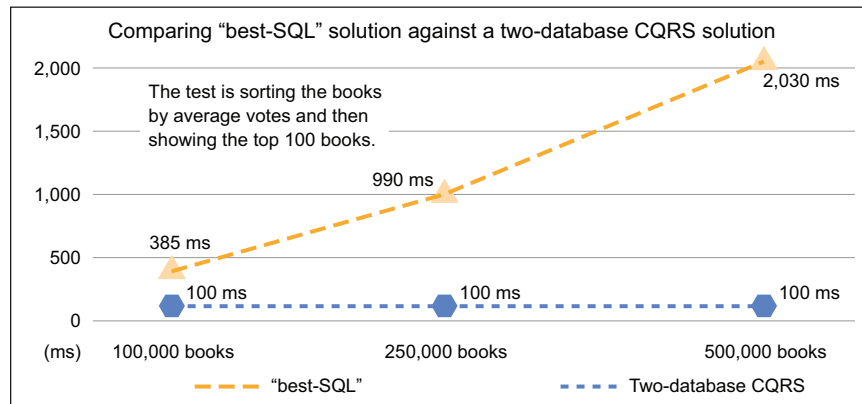 Comparing “best-SQL” solution against a two-database CQRS solution
2,000
The test is sorting the books
by average votes and then
showing the top 100 books.
2,030 ms
1,500
990 ms
1,000
385 ms
500
100 ms
100 ms
100 ms
0
(ms)
100,000 books
250,000 books
500,000 books
“best-SQL”
Two-database CQRS